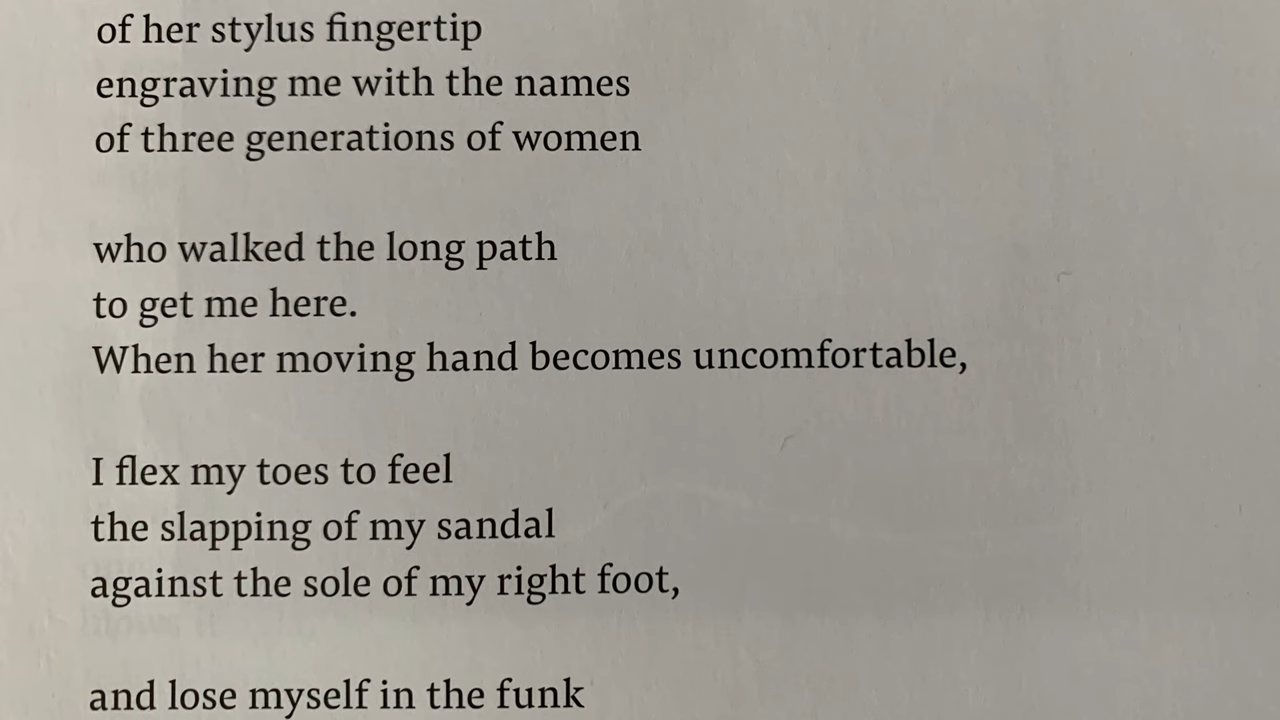 of her stylus fingertip
engraving me with the names
of three generations of women
who walked the long path
to get me here.
When her moving hand becomes uncomfortable,
I flex my toes to feel
the slapping of my sandal
against the sole of my right foot,
and lose myself in the funk